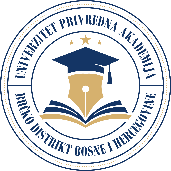 UNIVERZITET PRIVREDNA AKADEMIJA
BRČKO DISTRIKT BOSNE I HERCEGOVINE